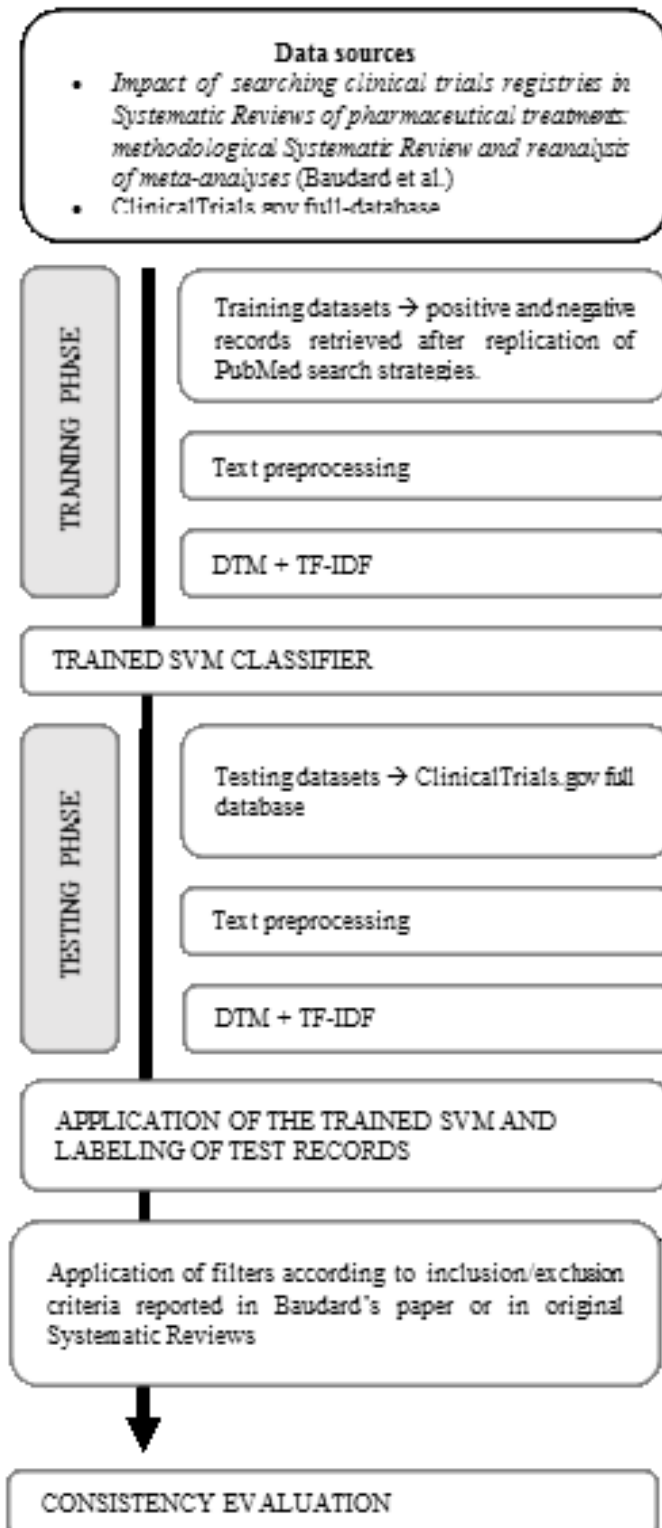 Data sources
• Impact of searching clinical trials registries in
Systematic Reviews of pharmaceutical treatments:
methodological Systematic Review and reanalysis
of meta-analyses (Baudard et al.)
• ClinicalTrials.gov full-database
TRAINING PHASE
Training datasets → positive and negative
records retrieved after replication of
PubMed search strategies.
Text preprocessing
DTM + TF-IDF
TRAINED SVM CLASSIFIER
TESTING PHASE
Testing datasets → ClinicalTrials.gov full
database
Text preprocessing
DTM + TF-IDF
APPLICATION OF THE TRAINED SVM AND
LABELING OF TEST RECORDS
Application of filters according to inclusion/exclusion
criteria reported in Baudard's paper or in original
Systematic Reviews
CONSISTENCY EVALUATION